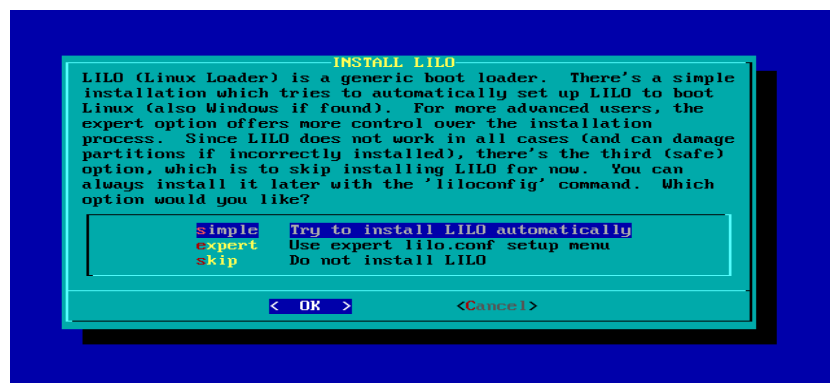 INSTALL LILO
LILO (Linux Loader) is a generic boot loader.  There's a simple
installation which tries to automatically set up LILO to boot
Linux (also Windows if found).  For more advanced users, the
expert option offers more control over the installation
process.  Since LILO does not work in all cases (and can damage
partitions if incorrectly installed), there's the third (safe)
option, which is to skip installing LILO for now.  You can
always install it later with the 'liloconfig' command.  Which
option would you like?
simple   Try to install LILO automatically
expert   Use expert lilo.conf setup menu
skip     Do not install LILO
<  OK  >   <Cancel>